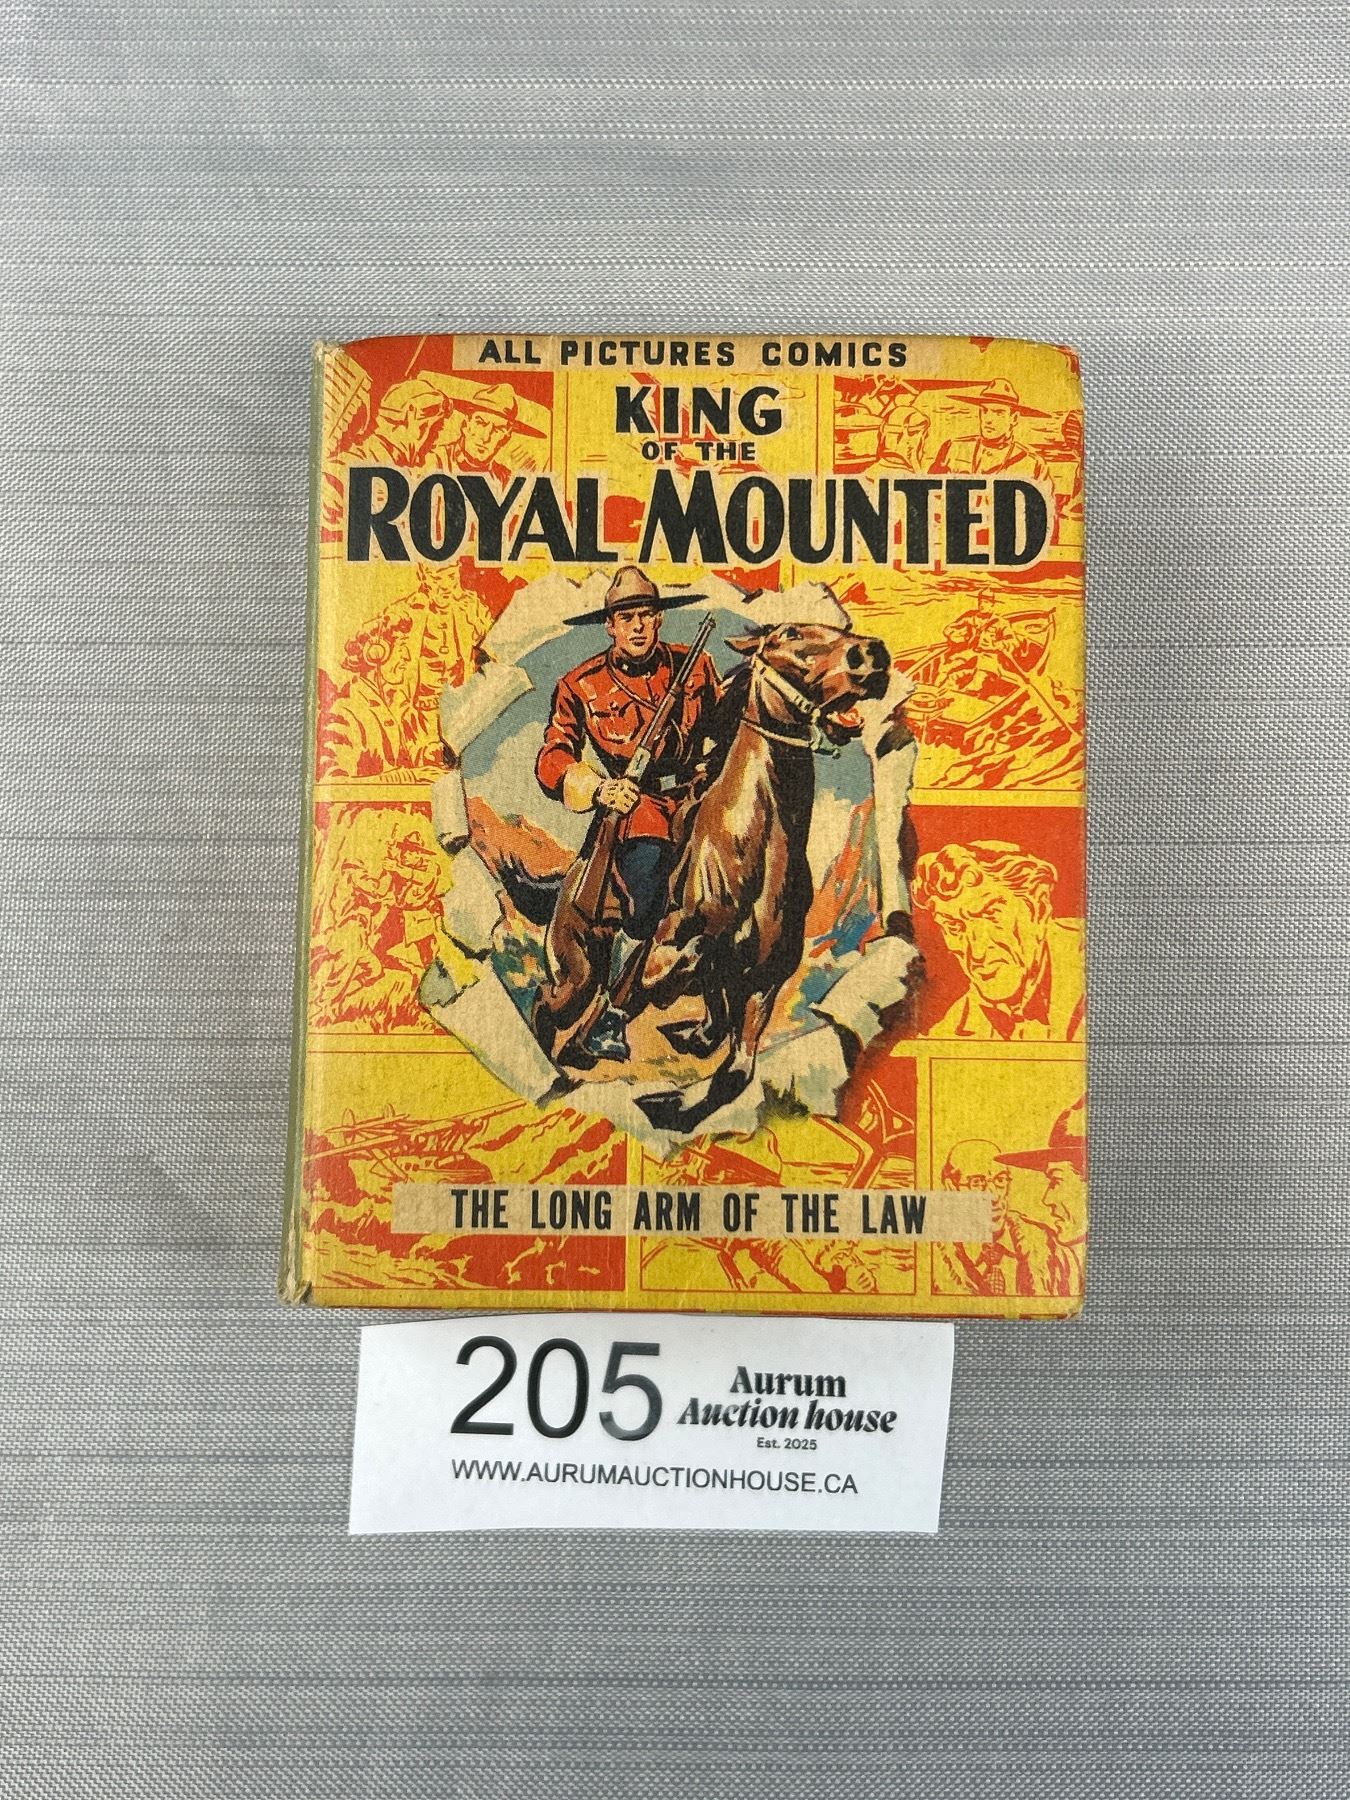 ALL PICTURES COMICS
KING
OF THE
ROYAL MOUNTED
THE LONG ARM OF THE LAW
205
Aurum
Auction house
Est. 2025
WWW.AURUMAUCTIONHOUSE.CA